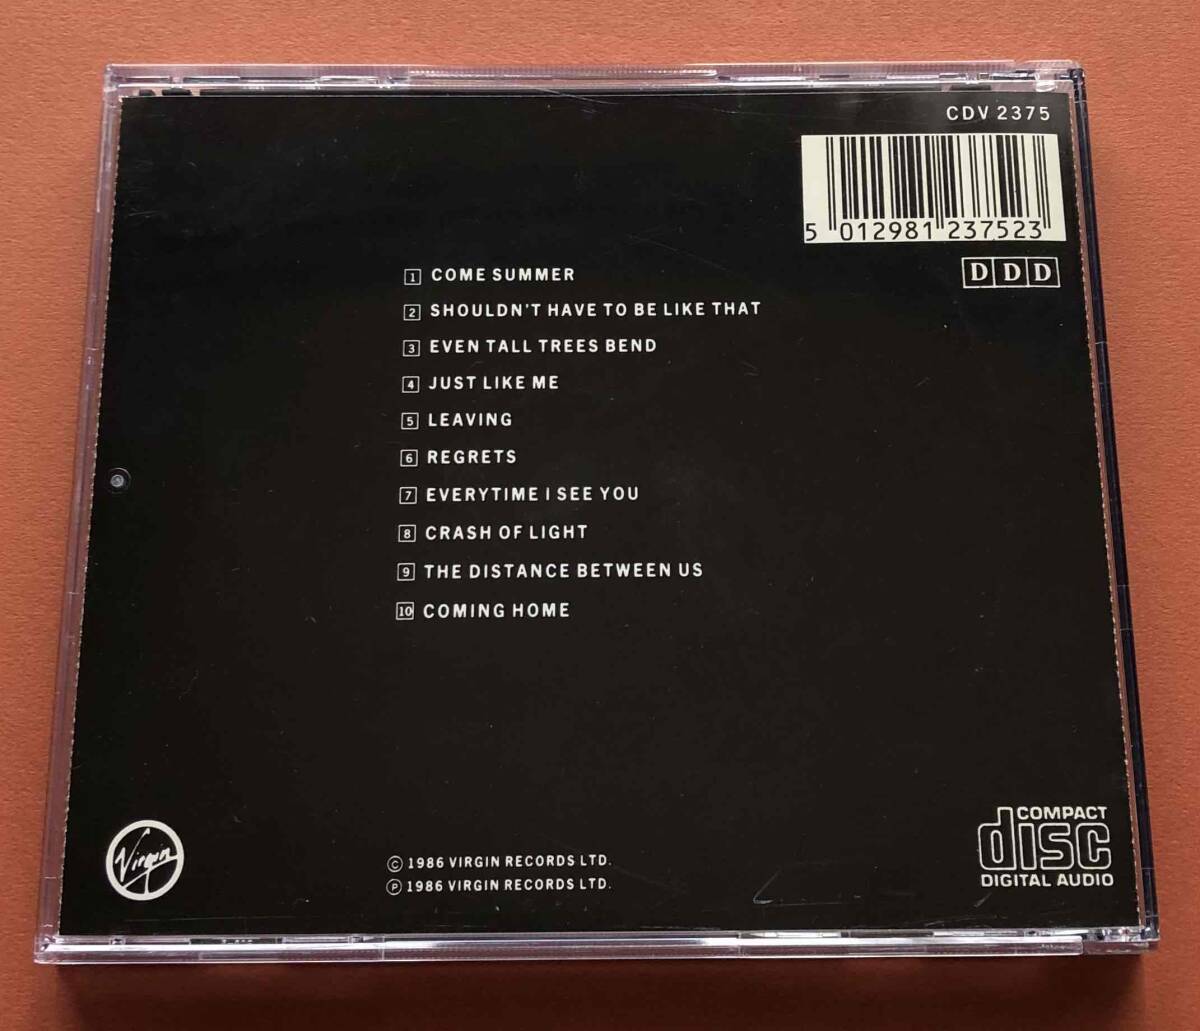 CDV 2375
5 012981 237523
DDD
1 COME SUMMER
2 SHOULDN'T HAVE TO BE LIKE THAT
3 EVEN TALL TREES BEND
4 JUST LIKE ME
5 LEAVING
6 REGRETS
7 EVERYTIME I SEE YOU
8 CRASH OF LIGHT
9 THE DISTANCE BETWEEN US
10 COMING HOME
Virgin
© 1986 VIRGIN RECORDS LTD.
℗ 1986 VIRGIN RECORDS LTD.
COMPACT
disc
DIGITAL AUDIO